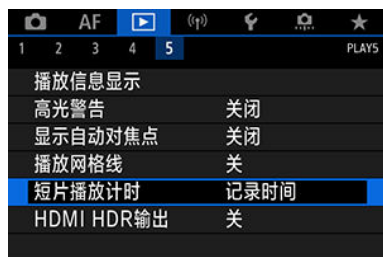 AF
1 2 3 4 5 PLAY5
播放信息显示
高光警告 关闭
显示自动对焦点 关闭
播放网格线 关
短片播放计时 记录时间
HDMI HDR输出 关